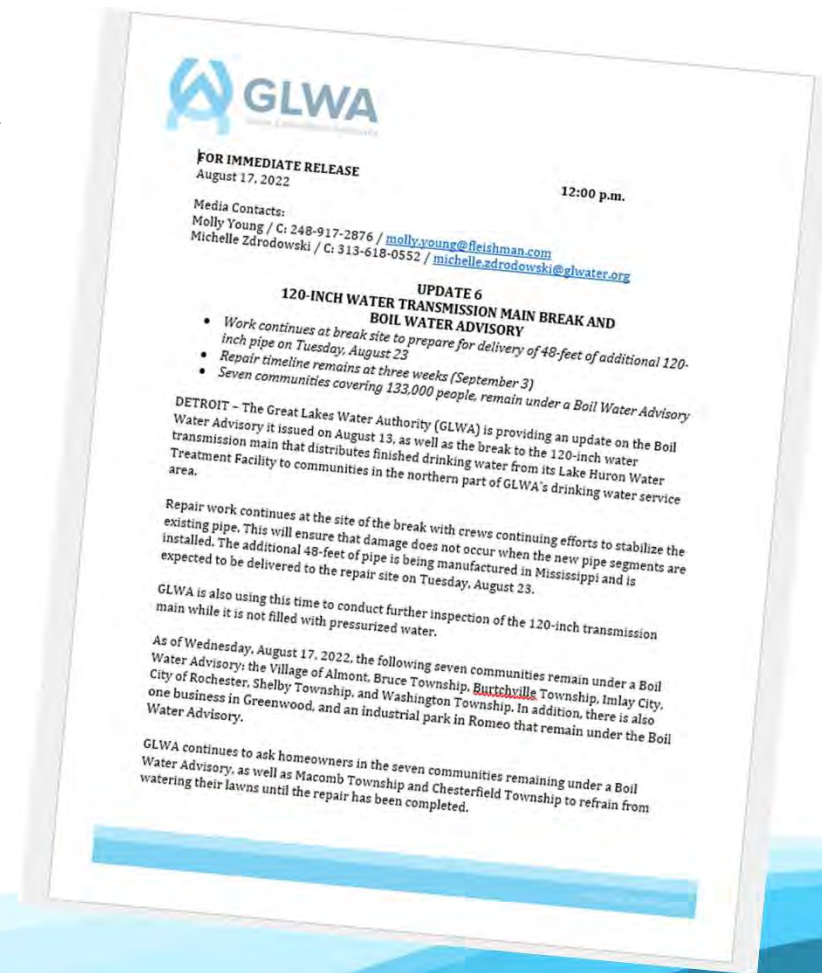 GLWA
FOR IMMEDIATE RELEASE
August 17, 2022
12:00 p.m.
Media Contacts:
Molly Young / C: 248-917-2876 / molly.young@fleishman.com
Michelle Zdrodowski / C: 313-618-0552 / michelle.zdrodowski@glwater.org
UPDATE 6
120-INCH WATER TRANSMISSION MAIN BREAK AND
BOIL WATER ADVISORY
• Work continues at break site to prepare for delivery of 48-feet of additional 120-
inch pipe on Tuesday, August 23
• Repair timeline remains at three weeks (September 3)
• Seven communities covering 133,000 people, remain under a Boil Water Advisory
DETROIT – The Great Lakes Water Authority (GLWA) is providing an update on the Boil
Water Advisory it issued on August 13, as well as the break to the 120-inch water
transmission main that distributes finished drinking water from its Lake Huron Water
Treatment Facility to communities in the northern part of GLWA's drinking water service
area.
Repair work continues at the site of the break with crews continuing efforts to stabilize the
existing pipe. This will ensure that damage does not occur when the new pipe segments are
installed. The additional 48-feet of pipe is being manufactured in Mississippi and is
expected to be delivered to the repair site on Tuesday, August 23.
GLWA is also using this time to conduct further inspection of the 120-inch transmission
main while it is not filled with pressurized water.
As of Wednesday, August 17, 2022, the following seven communities remain under a Boil
Water Advisory: the Village of Almont, Bruce Township, Burtchville Township, Imlay City,
City of Rochester, Shelby Township, and Washington Township. In addition, there is also
one business in Greenwood, and an industrial park in Romeo that remain under the Boil
Water Advisory.
GLWA continues to ask homeowners in the seven communities remaining under a Boil
Water Advisory, as well as Macomb Township and Chesterfield Township to refrain from
watering their lawns until the repair has been completed.